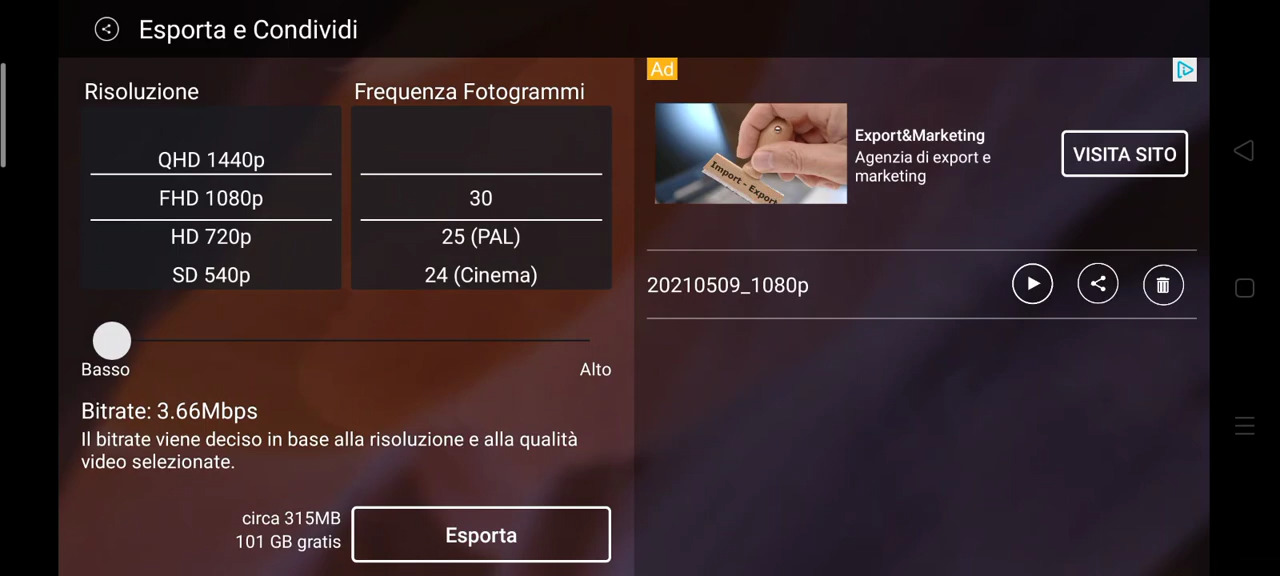 Esporta e Condividi
Risoluzione
Frequenza Fotogrammi
QHD 1440p
FHD 1080p
HD 720p
SD 540p
30
25 (PAL)
24 (Cinema)
Basso
Alto
Bitrate: 3.66Mbps
Il bitrate viene deciso in base alla risoluzione e alla qualità
video selezionate.
circa 315MB
101 GB gratis
Esporta
Ad
Import - Export
Export&Marketing
Agenzia di export e
marketing
VISITA SITO
20210509_1080p